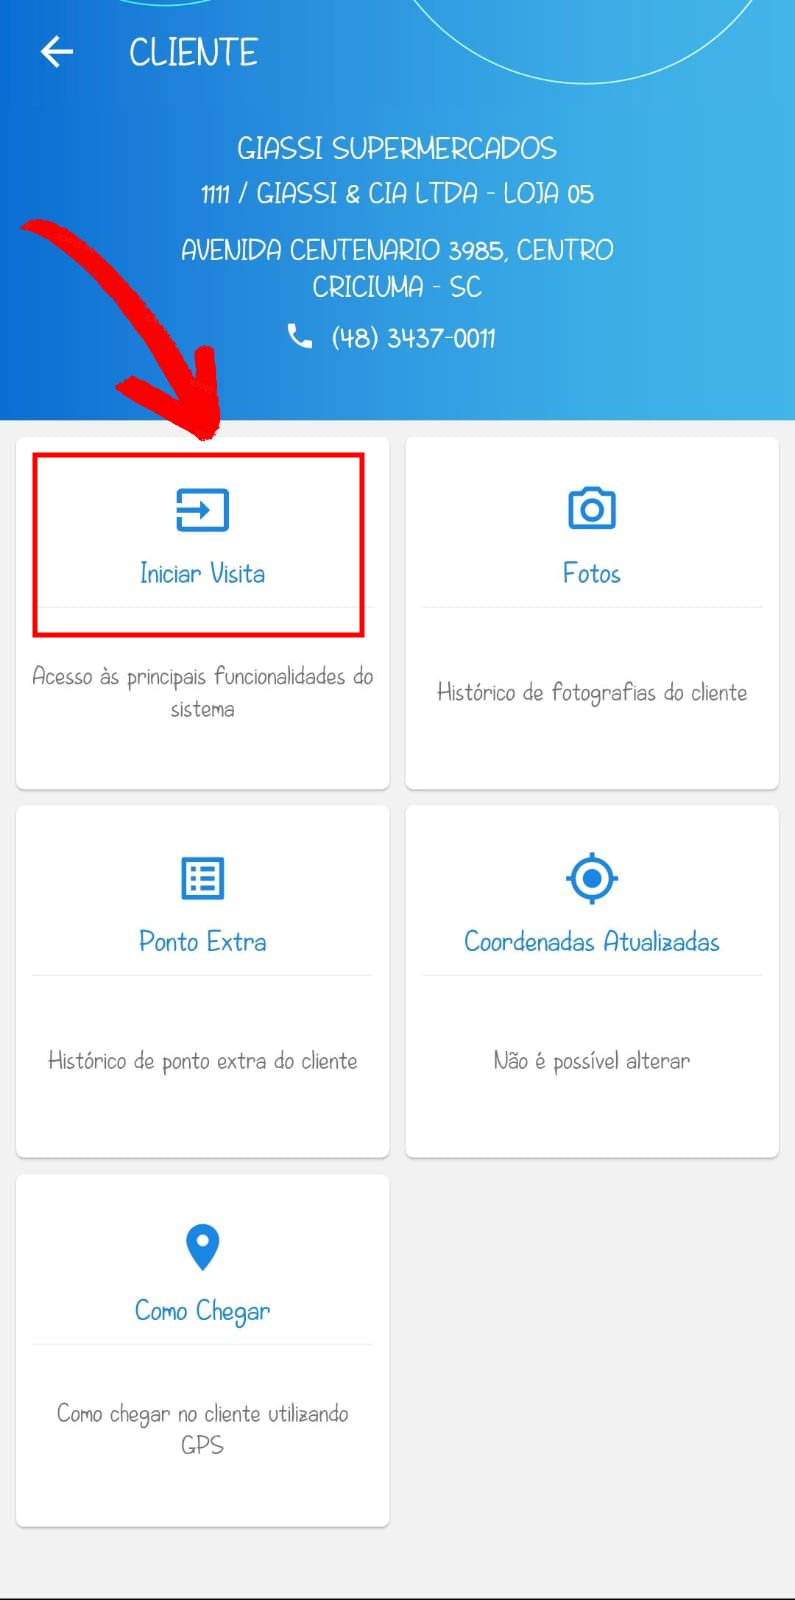 CLIENTE
GIASSI SUPERMERCADOS
1111 / GIASSI & CIA LTDA - LOJA 05
AVENIDA CENTENARIO 3985, CENTRO
CRICIUMA - SC
(48) 3437-0011
Iniciar Visita
Acesso às principais funcionalidades do
sistema
Fotos
Histórico de fotografias do cliente
Ponto Extra
Histórico de ponto extra do cliente
Coordenadas Atualizadas
Não é possível alterar
Como Chegar
Como chegar no cliente utilizando
GPS